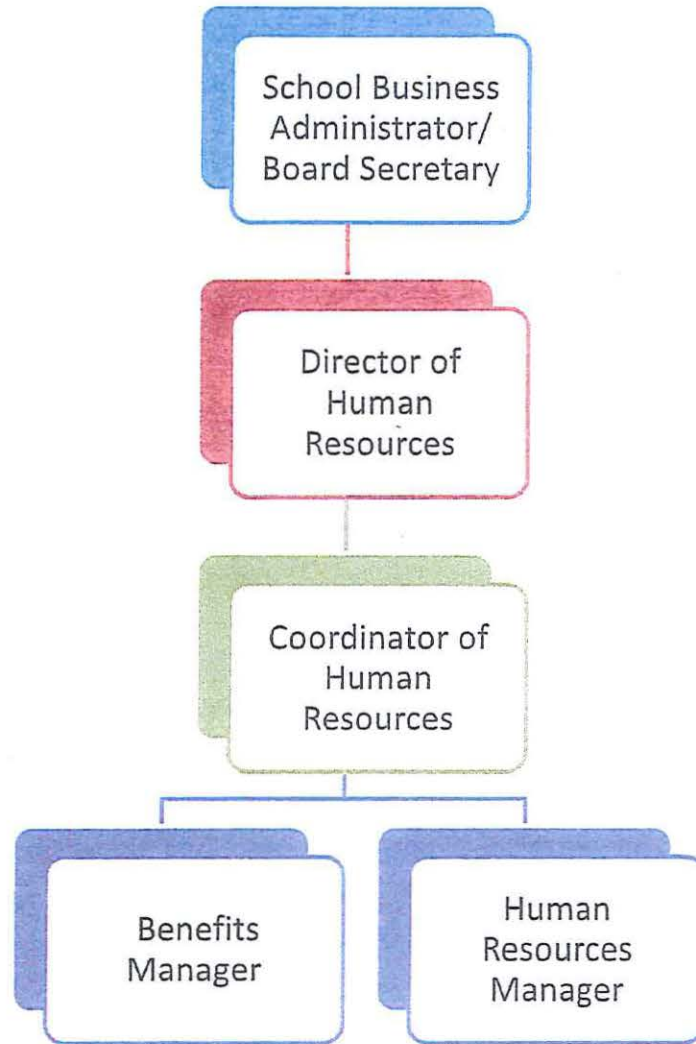 School Business
Administrator/
Board Secretary
Director of
Human
Resources
Coordinator of
Human
Resources
Benefits
Manager
Human
Resources
Manager